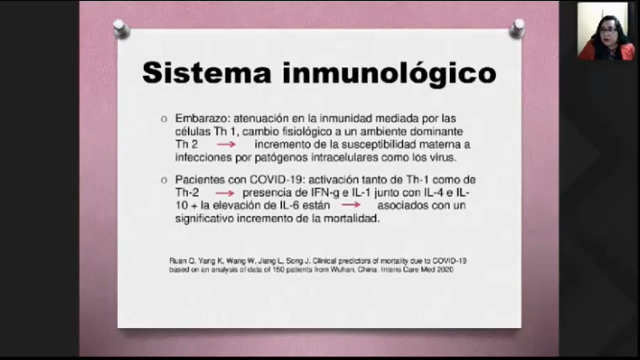 Sistema inmunológico
o Embarazo: atenuación en la inmunidad mediada por las
células Th 1, cambio fisiológico a un ambiente dominante
Th 2 → incremento de la susceptibilidad materna a
infecciones por patógenos intracelulares como los virus.
o Pacientes con COVID-19: activación tanto de Th-1 como de
Th-2 → presencia de IFN-g e IL-1 junto con IL-4 e IL-
10 + la elevación de IL-6 están → asociados con un
significativo incremento de la mortalidad.
Ruan Q, Yang K, Wang W, Jiang L, Song J. Clinical predictors of mortality due to COVID-19
based on an analysis of data of 150 patients from Wuhan, China. Intens Care Med 2020